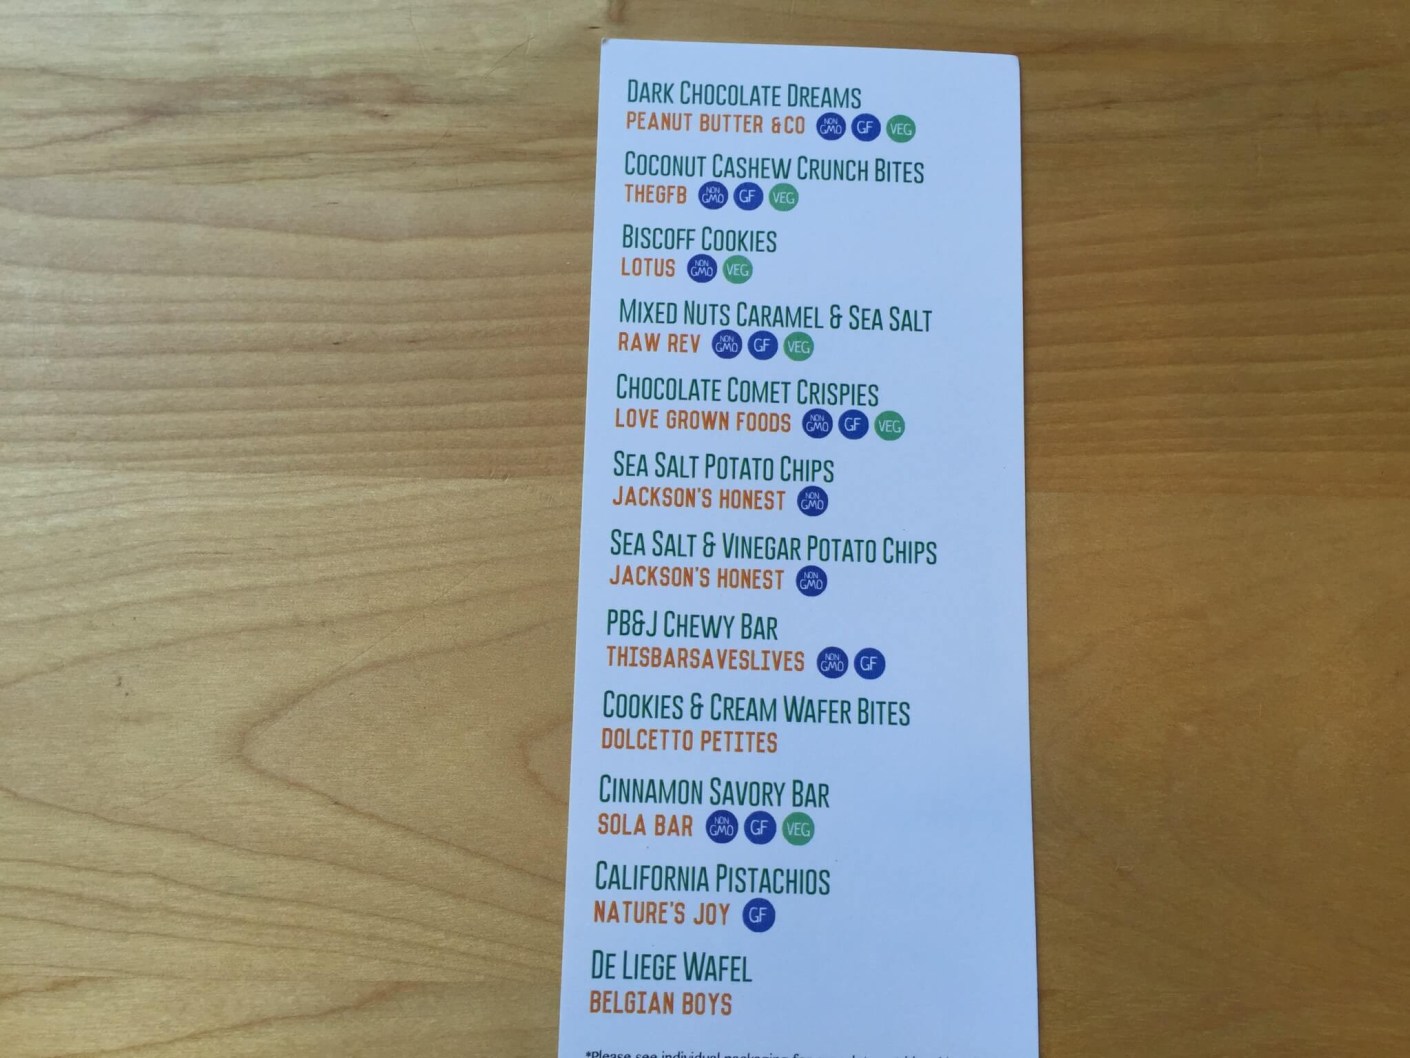 DARK CHOCOLATE DREAMS
PEANUT BUTTER & CO NON GMO GF VEG
COCONUT CASHEW CRUNCH BITES
THEGFB NON GMO GF VEG
BISCOFF COOKIES
LOTUS NON GMO VEG
MIXED NUTS CARAMEL & SEA SALT
RAW REV NON GMO GF VEG
CHOCOLATE COMET CRISPIES
LOVE GROWN FOODS NON GMO GF VEG
SEA SALT POTATO CHIPS
JACKSON'S HONEST NON GMO
SEA SALT & VINEGAR POTATO CHIPS
JACKSON'S HONEST NON GMO
PB&J CHEWY BAR
THISBARSAVESLIVES NON GMO GF
COOKIES & CREAM WAFER BITES
DOLCETTO PETITES
CINNAMON SAVORY BAR
SOLA BAR NON GMO GF VEG
CALIFORNIA PISTACHIOS
NATURE'S JOY GF
DE LIEGE WAFEL
BELGIAN BOYS
*Please see individual packaging for